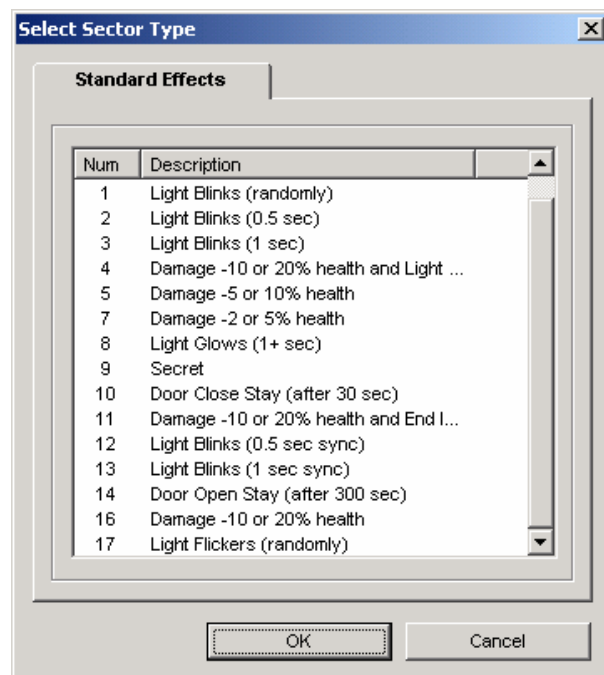 Select Sector Type
Standard Effects
Num Description
1 Light Blinks (randomly)
2 Light Blinks (0.5 sec)
3 Light Blinks (1 sec)
4 Damage -10 or 20% health and Light ...
5 Damage -5 or 10% health
7 Damage -2 or 5% health
8 Light Glows (1+ sec)
9 Secret
10 Door Close Stay (after 30 sec)
11 Damage -10 or 20% health and End l...
12 Light Blinks (0.5 sec sync)
13 Light Blinks (1 sec sync)
14 Door Open Stay (after 300 sec)
16 Damage -10 or 20% health
17 Light Flickers (randomly)
OK Cancel